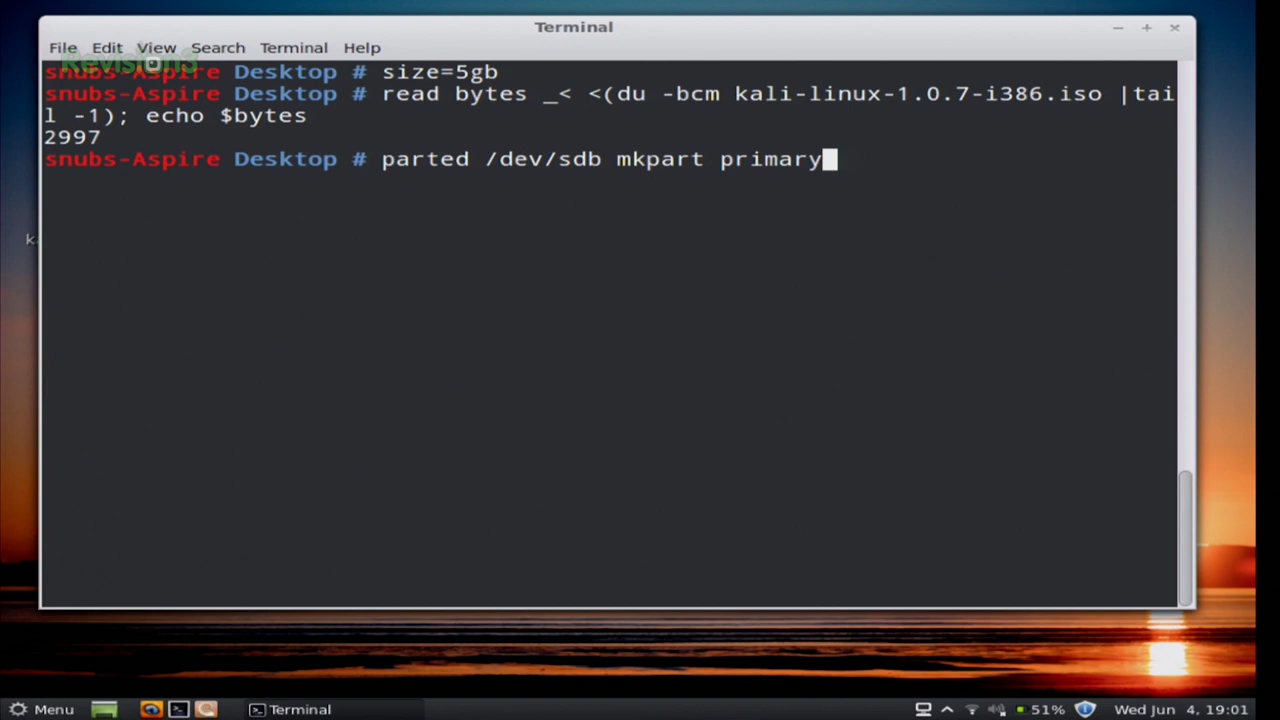 Terminal
File Edit View Search Terminal Help
Revision3
snubs-Aspire Desktop # size=5gb
snubs-Aspire Desktop # read bytes _< <(du -bcm kali-linux-1.0.7-i386.iso |tai
l -1); echo $bytes
2997
snubs-Aspire Desktop # parted /dev/sdb mkpart primary
Menu Terminal 51% Wed Jun 4, 19:01